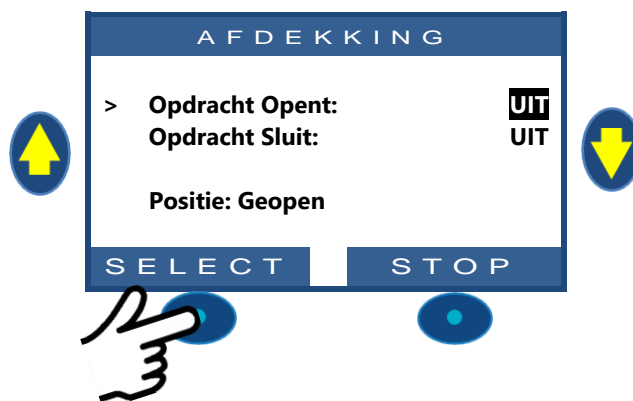 AFDEKKING
> Opdracht Opent: UIT
Opdracht Sluit: UIT
Positie: Geopen
SELECT STOP